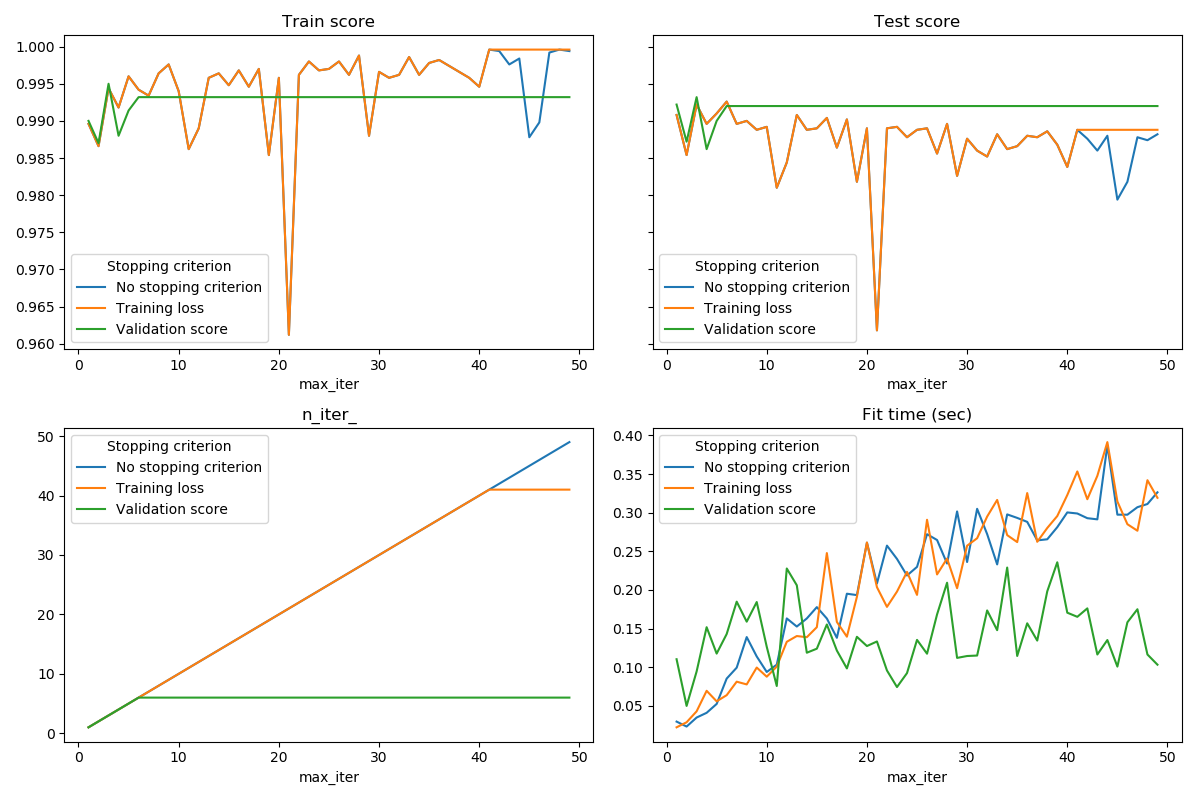 Train score
1.000
0.995
0.990
0.985
0.980
0.975
0.970
0.965
0.960
Stopping criterion
No stopping criterion
Training loss
Validation score
0 10 20 30 40 50
max_iter
Test score
Stopping criterion
No stopping criterion
Training loss
Validation score
0 10 20 30 40 50
max_iter
n_iter_
50
40
30
20
10
0
Stopping criterion
No stopping criterion
Training loss
Validation score
0 10 20 30 40 50
max_iter
Fit time (sec)
0.40
0.35
0.30
0.25
0.20
0.15
0.10
0.05
Stopping criterion
No stopping criterion
Training loss
Validation score
0 10 20 30 40 50
max_iter